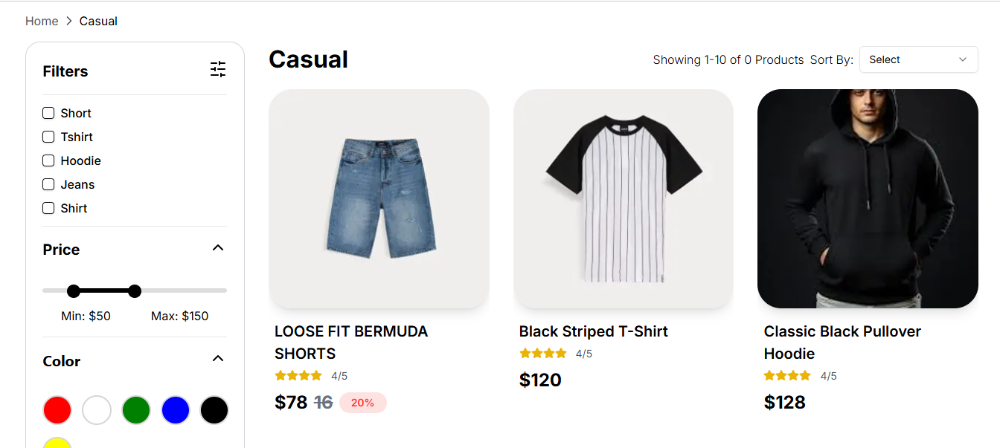 Home > Casual
Filters
Short
Tshirt
Hoodie
Jeans
Shirt
Price
Min: $50 Max: $150
Color
Casual
Showing 1-10 of 0 Products Sort By: Select
LOOSE FIT BERMUDA
SHORTS
4/5
$78 16 20%
Black Striped T-Shirt
4/5
$120
Classic Black Pullover
Hoodie
4/5
$128